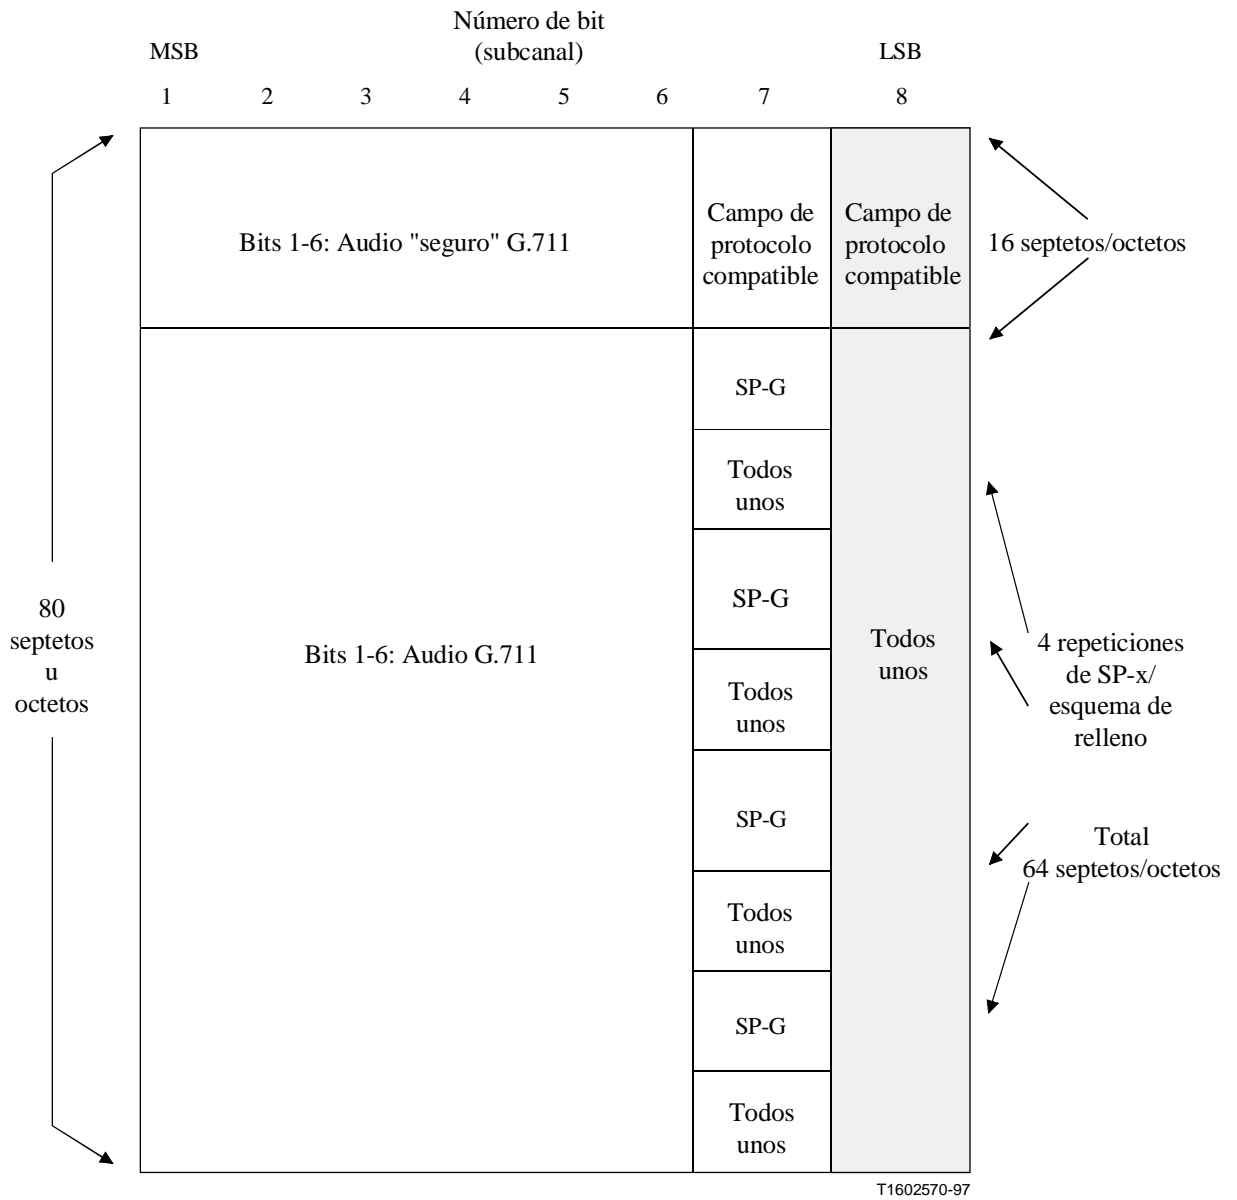 Número de bit
(subcanal)
MSB
LSB
1 2 3 4 5 6 7 8
Bits 1-6: Audio "seguro" G.711
Campo de
protocolo
compatible
Campo de
protocolo
compatible
16 septetos/octetos
SP-G
Todos
unos
SP-G
Todos
unos
SP-G
Todos
unos
SP-G
Todos
unos
80
septetos
u
octetos
Bits 1-6: Audio G.711
Todos
unos
4 repeticiones
de SP-x/
esquema de
relleno
Total
64 septetos/octetos
T1602570-97